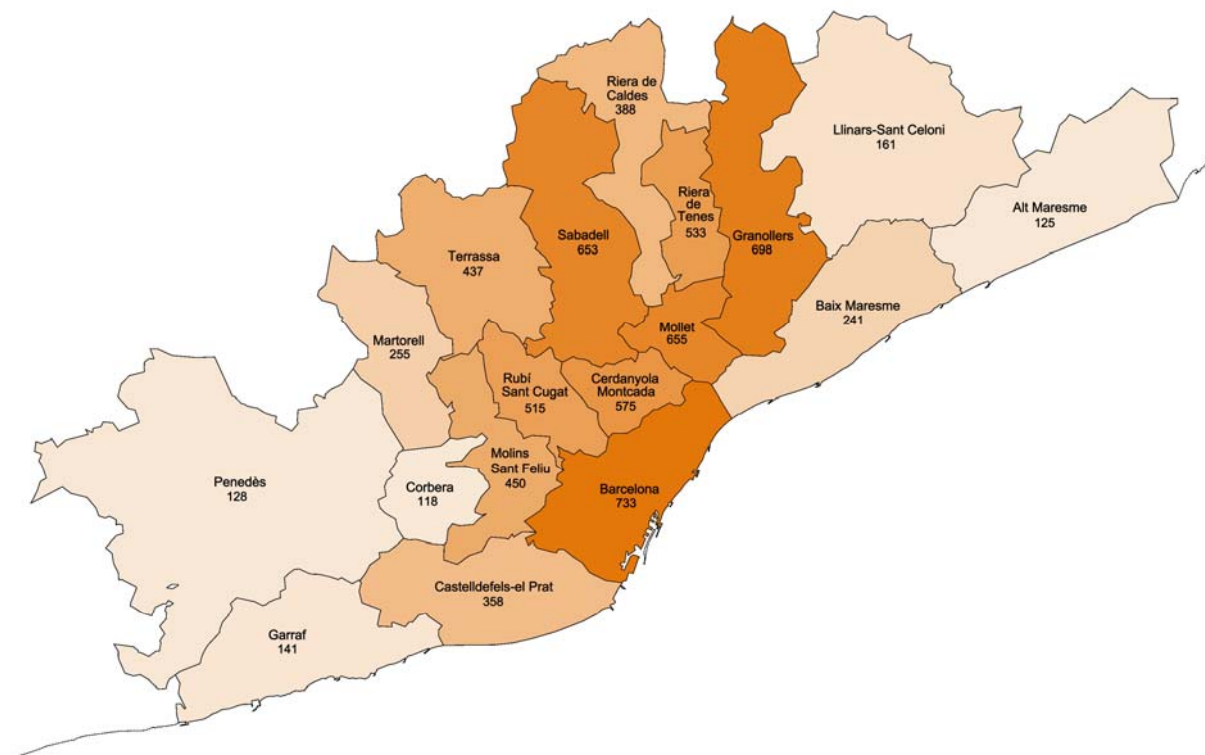 Riera de
Caldes
388
Llinars-Sant Celoni
161
Riera
de
Tenes
533
Alt Maresme
125
Sabadell
653
Granollers
698
Terrassa
437
Baix Maresme
241
Mollet
655
Martorell
255
Rubí
Sant Cugat
515
Cerdanyola
Montcada
575
Molins
Sant Feliu
450
Penedès
128
Corbera
118
Barcelona
733
Castelldefels-el Prat
358
Garraf
141